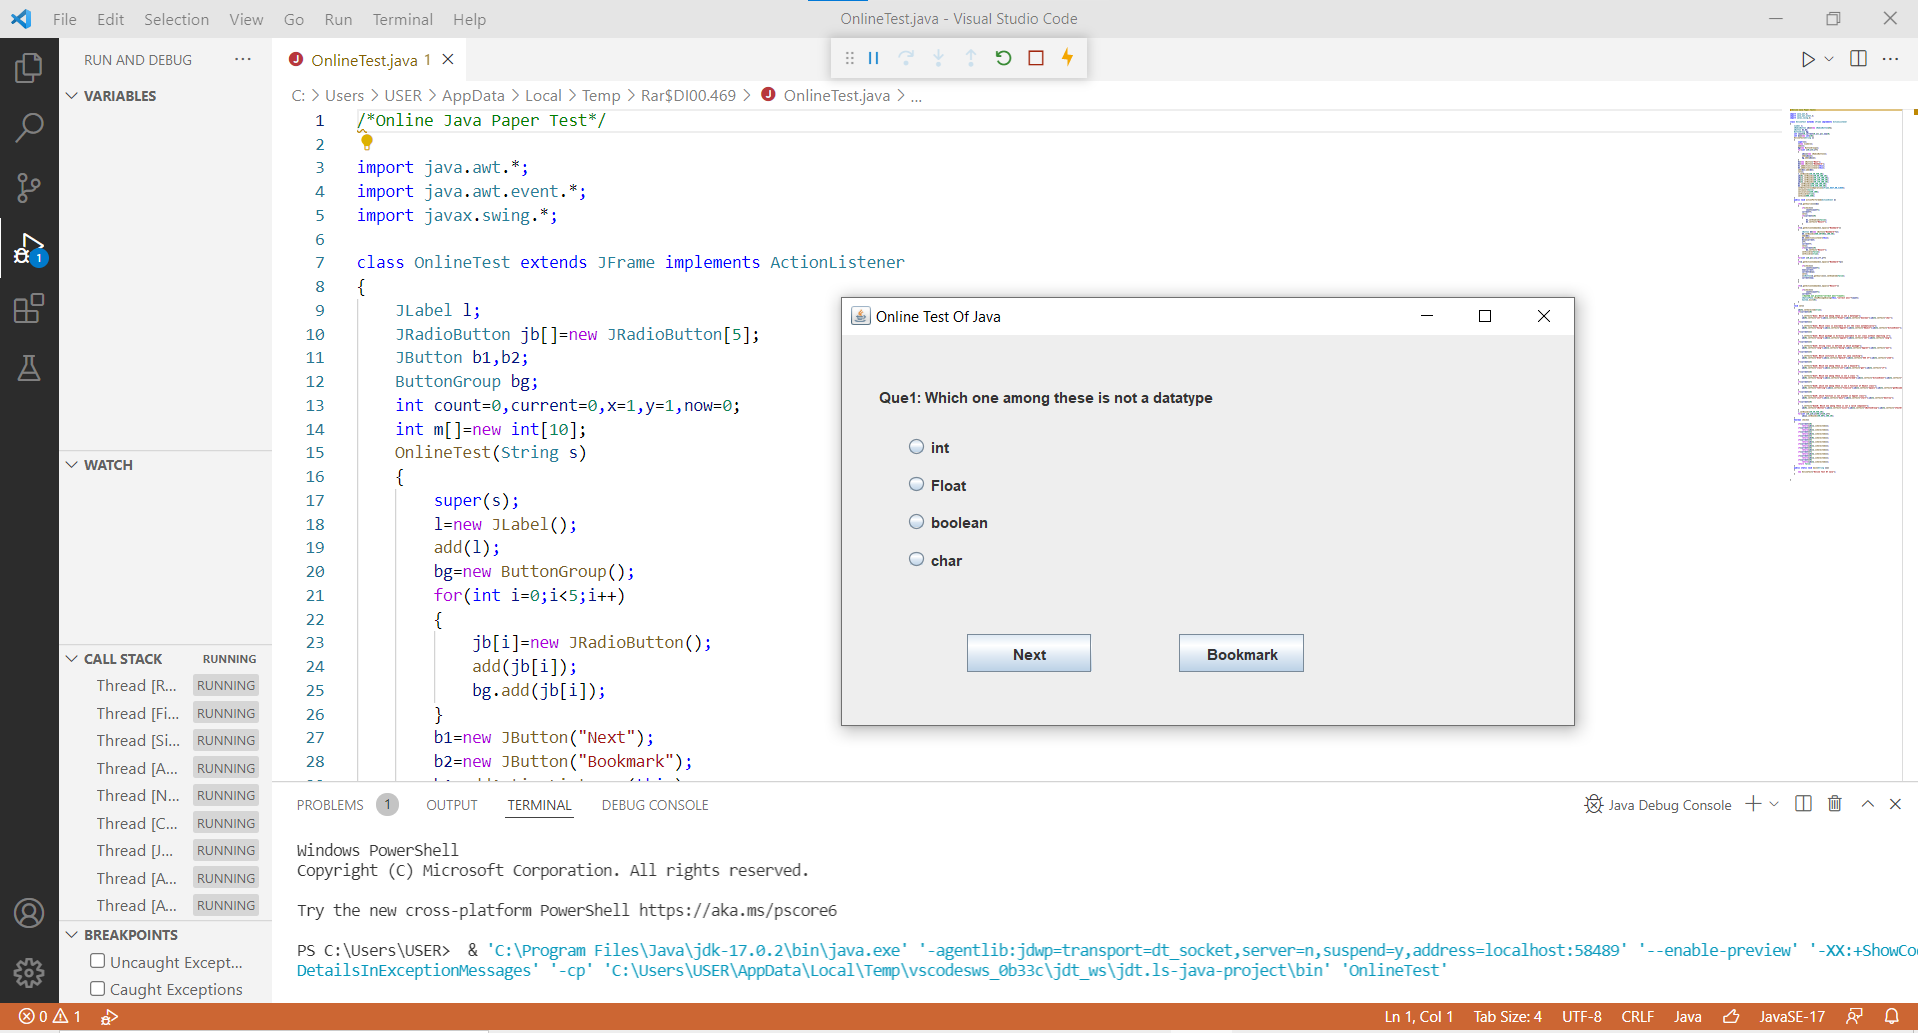 File Edit Selection View Go Run Terminal Help
OnlineTest.java - Visual Studio Code
RUN AND DEBUG
OnlineTest.java 1
VARIABLES
C: > Users > USER > AppData > Local > Temp > Rar$DI00.469 > OnlineTest.java > ...
1 /*Online Java Paper Test*/
2
3 import java.awt.*;
4 import java.awt.event.*;
5 import javax.swing.*;
6
7 class OnlineTest extends JFrame implements ActionListener
8 {
9 JLabel l;
10 JRadioButton jb[]=new JRadioButton[5];
11 JButton b1,b2;
12 ButtonGroup bg;
13 int count=0,current=0,x=1,y=1,now=0;
14 int m[]=new int[10];
15 OnlineTest(String s)
16 {
17 super(s);
18 l=new JLabel();
19 add(l);
20 bg=new ButtonGroup();
21 for(int i=0;i<5;i++)
22 {
23 jb[i]=new JRadioButton();
24 add(jb[i]);
25 bg.add(jb[i]);
26 }
27 b1=new JButton("Next");
28 b2=new JButton("Bookmark");
Online Test Of Java
Que1: Which one among these is not a datatype
int
Float
boolean
char
Next Bookmark
WATCH
CALL STACK RUNNING
Thread [R... RUNNING
Thread [Fi... RUNNING
Thread [Si... RUNNING
Thread [A... RUNNING
Thread [N... RUNNING
Thread [C... RUNNING
Thread [J... RUNNING
Thread [A... RUNNING
Thread [A... RUNNING
BREAKPOINTS
Uncaught Except...
Caught Exceptions
1
PROBLEMS 1 OUTPUT TERMINAL DEBUG CONSOLE
Java Debug Console
Windows PowerShell
Copyright (C) Microsoft Corporation. All rights reserved.
Try the new cross-platform PowerShell https://aka.ms/pscore6
PS C:\Users\USER> & 'C:\Program Files\Java\jdk-17.0.2\bin\java.exe' '-agentlib:jdwp=transport=dt_socket,server=n,suspend=y,address=localhost:58489' '--enable-preview' '-XX:+ShowCo
DetailsInExceptionMessages' '-cp' 'C:\Users\USER\AppData\Local\Temp\vscodesws_0b33c\jdt_ws\jdt.ls-java-project\bin' 'OnlineTest'
0 1
Ln 1, Col 1 Tab Size: 4 UTF-8 CRLF Java JavaSE-17